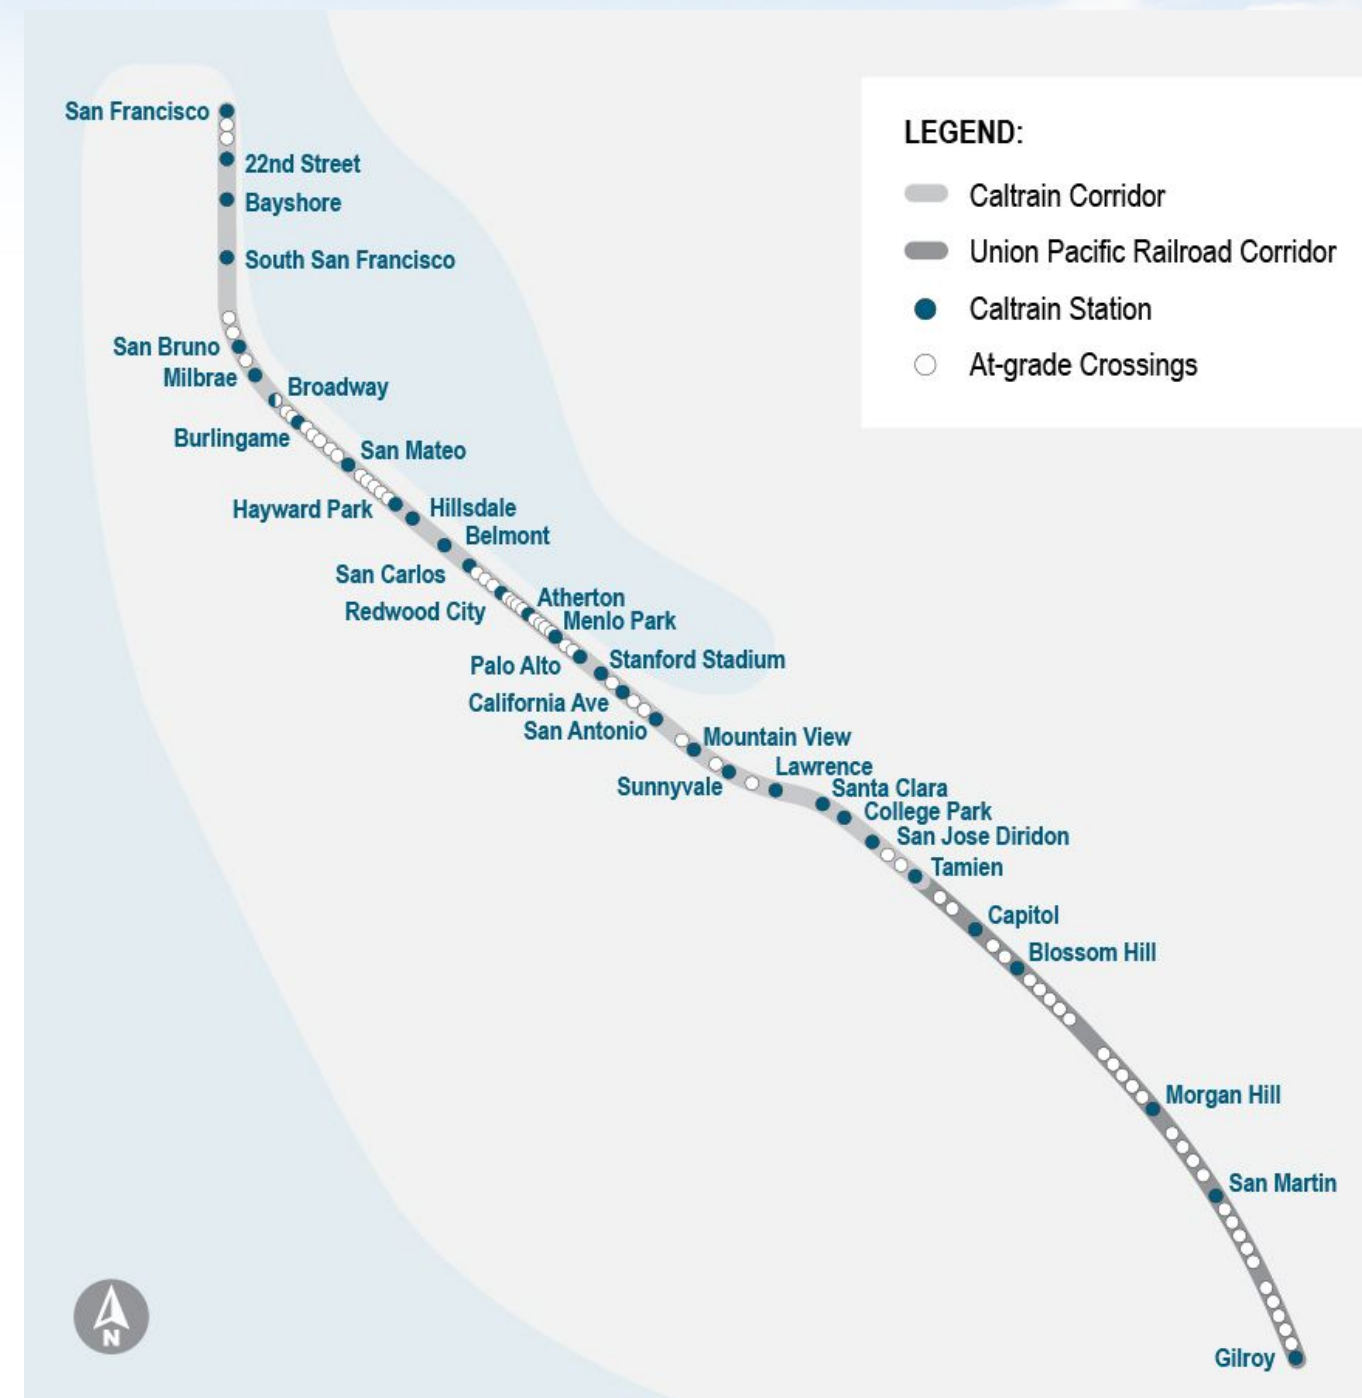 San Francisco
22nd Street
Bayshore
South San Francisco
San Bruno
Milbrae
Broadway
Burlingame
San Mateo
Hayward Park
Hillsdale
Belmont
San Carlos
Redwood City
Atherton
Menlo Park
Palo Alto
Stanford Stadium
California Ave
San Antonio
Mountain View
Sunnyvale
Lawrence
Santa Clara
College Park
San Jose Diridon
Tamien
Capitol
Blossom Hill
Morgan Hill
San Martin
Gilroy
LEGEND:
Caltrain Corridor
Union Pacific Railroad Corridor
Caltrain Station
At-grade Crossings
N